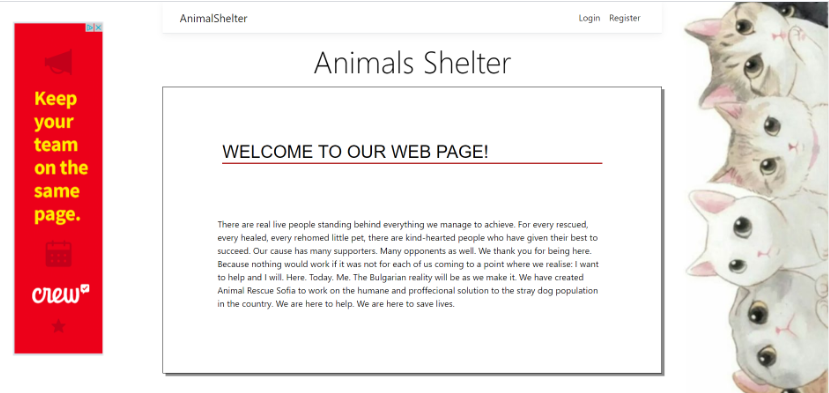 AnimalShelter
Login Register
Animals Shelter
Keep
your
team
on the
same
page.
crew
WELCOME TO OUR WEB PAGE!
There are real live people standing behind everything we manage to achieve. For every rescued,
every healed, every rehomed little pet, there are kind-hearted people who have given their best to
succeed. Our cause has many supporters. Many opponents as well. We thank you for being here.
Because nothing would work if it was not for each of us coming to a point where we realise: I want
to help and I will. Here. Today. Me. The Bulgarian reality will be as we make it. We have created
Animal Rescue Sofia to work on the humane and proffecional solution to the stray dog population
in the country. We are here to help. We are here to save lives.